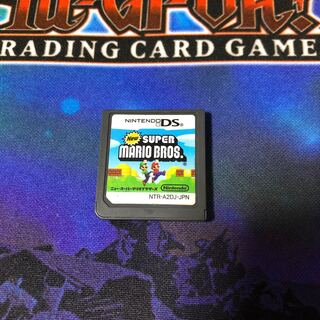 Yu-Gi-Oh!
TRADING CARD GAME
NINTENDO DS
New SUPER
MARIO BROS.
ニュー・スーパーマリオブラザーズ
Nintendo
NTR-A2DJ-JPN